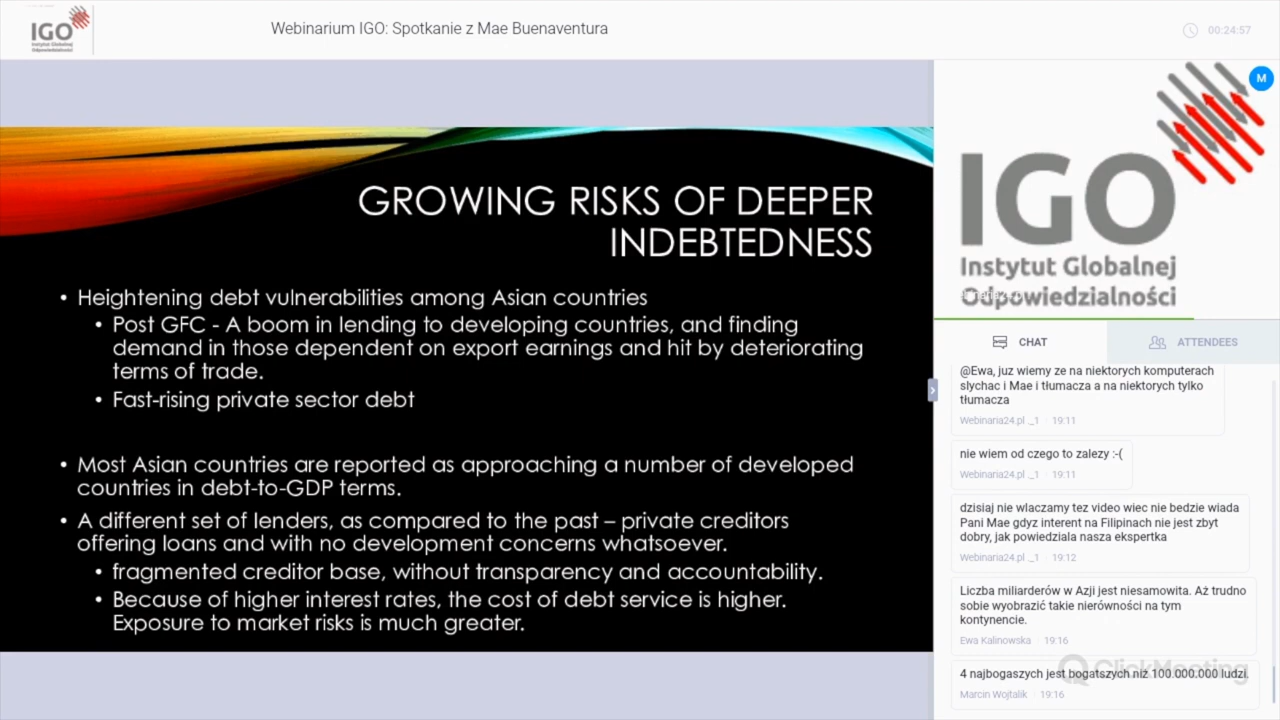 IGO
Instytut Globalnej
Odpowiedzialności
Webinarium IGO: Spotkanie z Mae Buenaventura
00:24:57
GROWING RISKS OF DEEPER
INDEBTEDNESS
• Heightening debt vulnerabilities among Asian countries
• Post GFC - A boom in lending to developing countries, and finding
demand in those dependent on export earnings and hit by deteriorating
terms of trade.
• Fast-rising private sector debt
• Most Asian countries are reported as approaching a number of developed
countries in debt-to-GDP terms.
• A different set of lenders, as compared to the past – private creditors
offering loans and with no development concerns whatsoever.
• fragmented creditor base, without transparency and accountability.
• Because of higher interest rates, the cost of debt service is higher.
Exposure to market risks is much greater.
M
IGO
Instytut Globalnej
Odpowiedzialności
CHAT
ATTENDEES
@Ewa, juz wiemy ze na niektorych komputerach
slychac i Mae i tłumacza a na niektorych tylko
tłumacza
Webinaria24.pl ._1 · 19:11
nie wiem od czego to zalezy :-(
Webinaria24.pl ._1 · 19:11
dzisiaj nie wlaczamy tez video wiec nie bedzie wiada
Pani Mae gdyz interent na Filipinach nie jest zbyt
dobry, jak powiedziala nasza ekspertka
Webinaria24.pl ._1 · 19:12
Liczba miliarderów w Azji jest niesamowita. Aż trudno
sobie wyobrazić takie nierówności na tym
kontynencie.
Ewa Kalinowska · 19:16
4 najbogaszych jest bogatszych niż 100.000.000 ludzi.
Marcin Wojtalik · 19:16
ClickMeeting